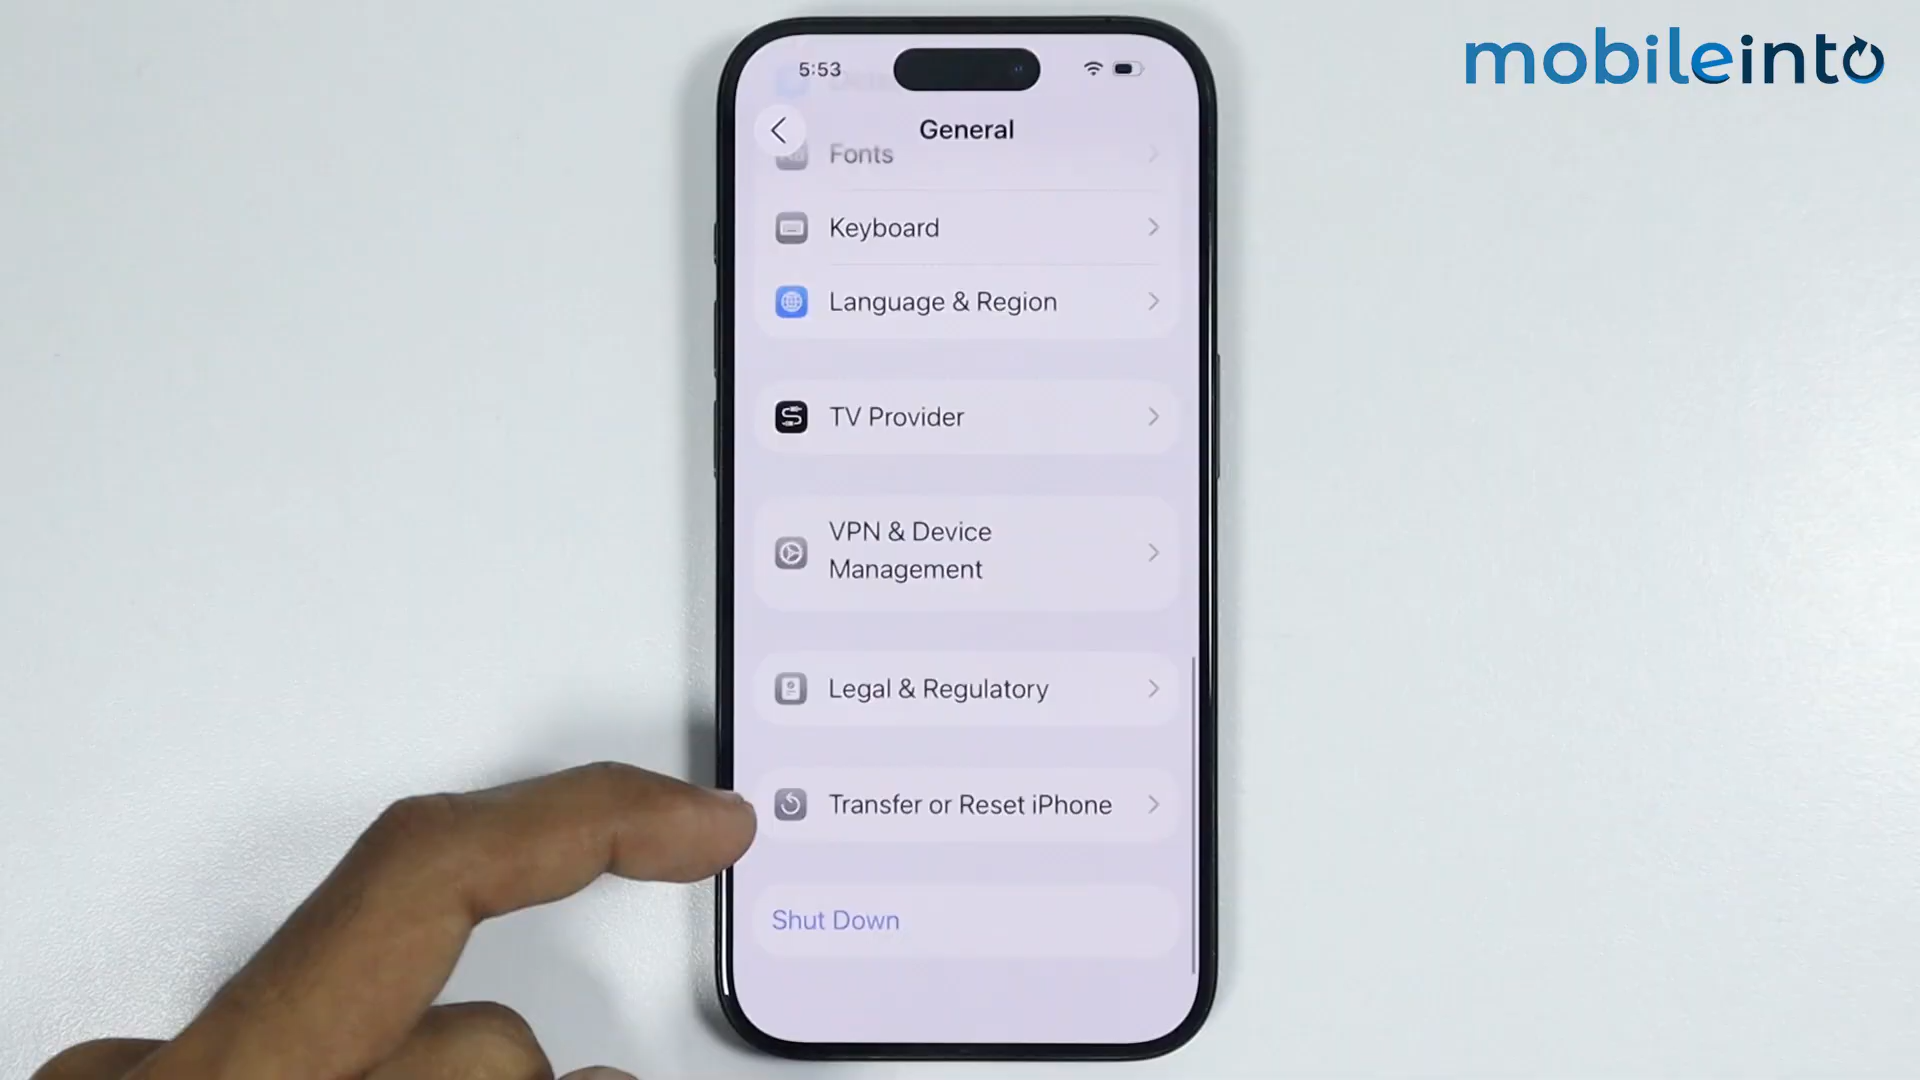 mobileinto
5:53
General
Fonts
Keyboard
Language & Region
TV Provider
VPN & Device
Management
Legal & Regulatory
Transfer or Reset iPhone
Shut Down